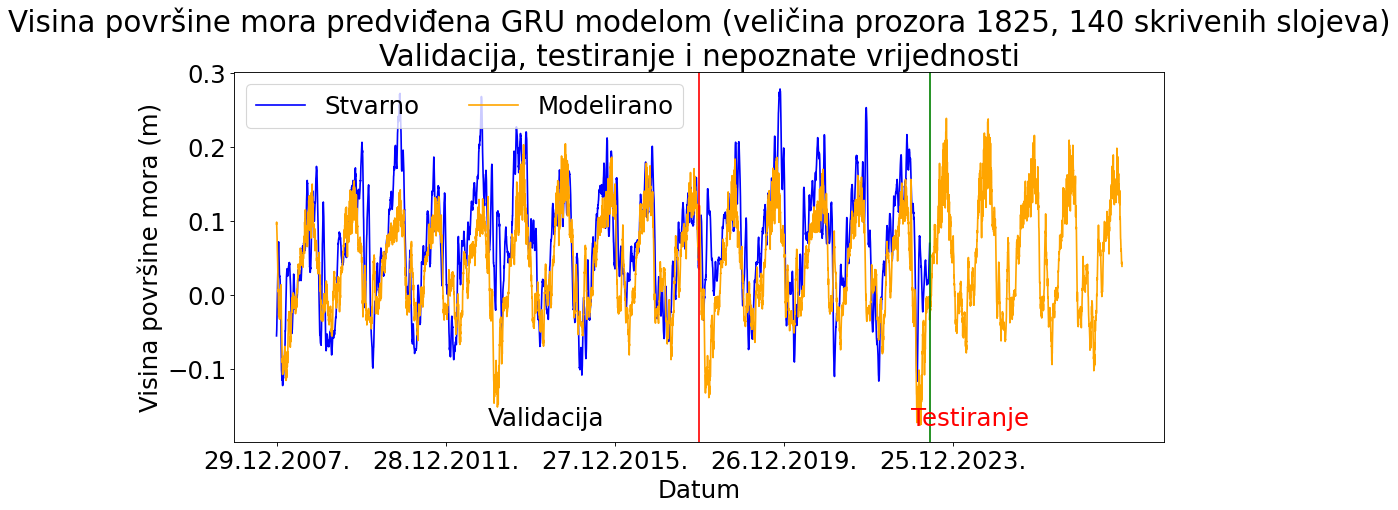 Visina površine mora predviđena GRU modelom (veličina prozora 1825, 140 skrivenih slojeva)
Validacija, testiranje i nepoznate vrijednosti
Visina površine mora (m)
0.3
0.2
0.1
0.0
−0.1
Stvarno
Modelirano
Validacija
Testiranje
29.12.2007.
28.12.2011.
27.12.2015.
26.12.2019.
25.12.2023.
Datum